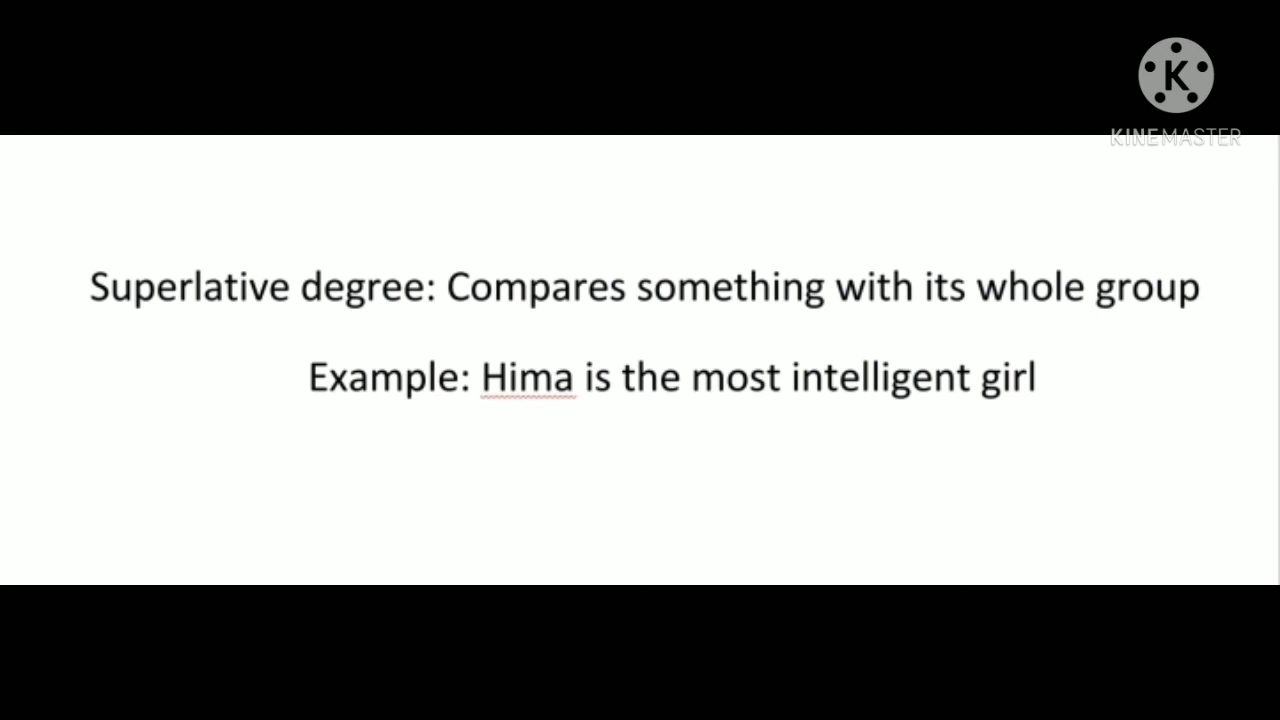 K
KINEMASTER
Superlative degree: Compares something with its whole group
Example: Hima is the most intelligent girl